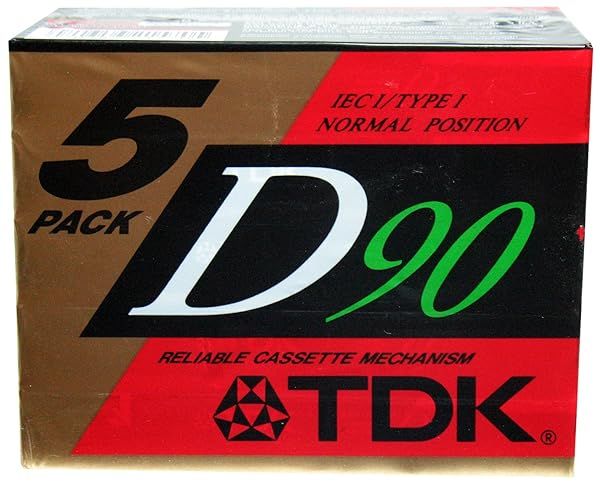 5
PACK
IEC I/TYPE I
NORMAL POSITION
D90
RELIABLE CASSETTE MECHANISM
TDK®